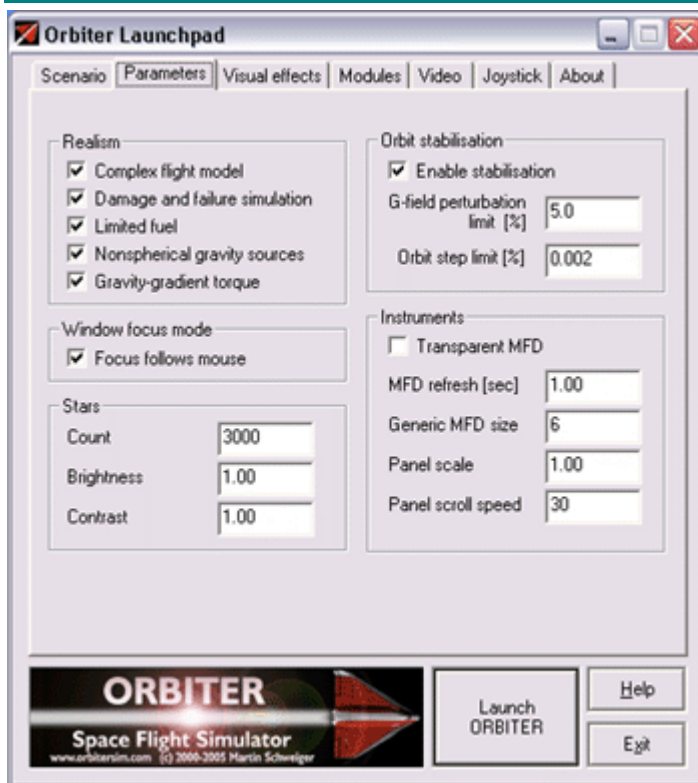 Orbiter Launchpad
Scenario Parameters Visual effects Modules Video Joystick About
Realism
Complex flight model
Damage and failure simulation
Limited fuel
Nonspherical gravity sources
Gravity-gradient torque
Window focus mode
Focus follows mouse
Stars
Count 3000
Brightness 1.00
Contrast 1.00
Orbit stabilisation
Enable stabilisation
G-field perturbation
limit [%] 5.0
Orbit step limit [%] 0.002
Instruments
Transparent MFD
MFD refresh [sec] 1.00
Generic MFD size 6
Panel scale 1.00
Panel scroll speed 30
ORBITER
Space Flight Simulator
www.orbitersim.com (c) 2000-2005 Martin Schweiger
Launch
ORBITER
Help
Exit